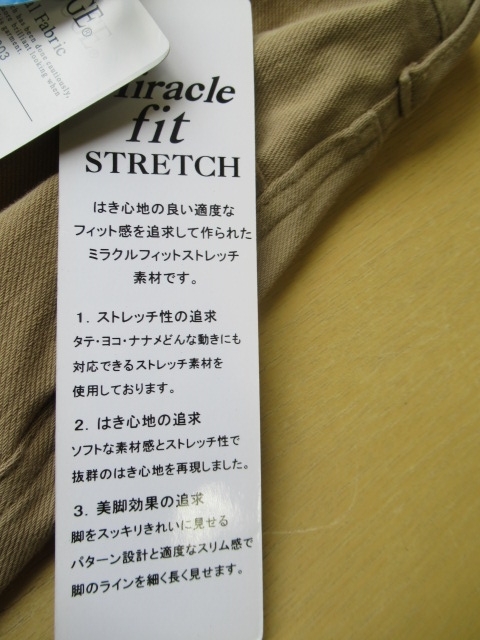 Fabric
has been done cautiously,
brilliant looking when
garment.
Miracle
fit
STRETCH
はき心地の良い適度な
フィット感を追求して作られた
ミラクルフィットストレッチ
素材です。
1. ストレッチ性の追求
タテ・ヨコ・ナナメどんな動きにも
対応できるストレッチ素材を
使用しております。
2. はき心地の追求
ソフトな素材感とストレッチ性で
抜群のはき心地を再現しました。
3. 美脚効果の追求
脚をスッキリきれいに見せる
パターン設計と適度なスリム感で
脚のラインを細く長く見せます。